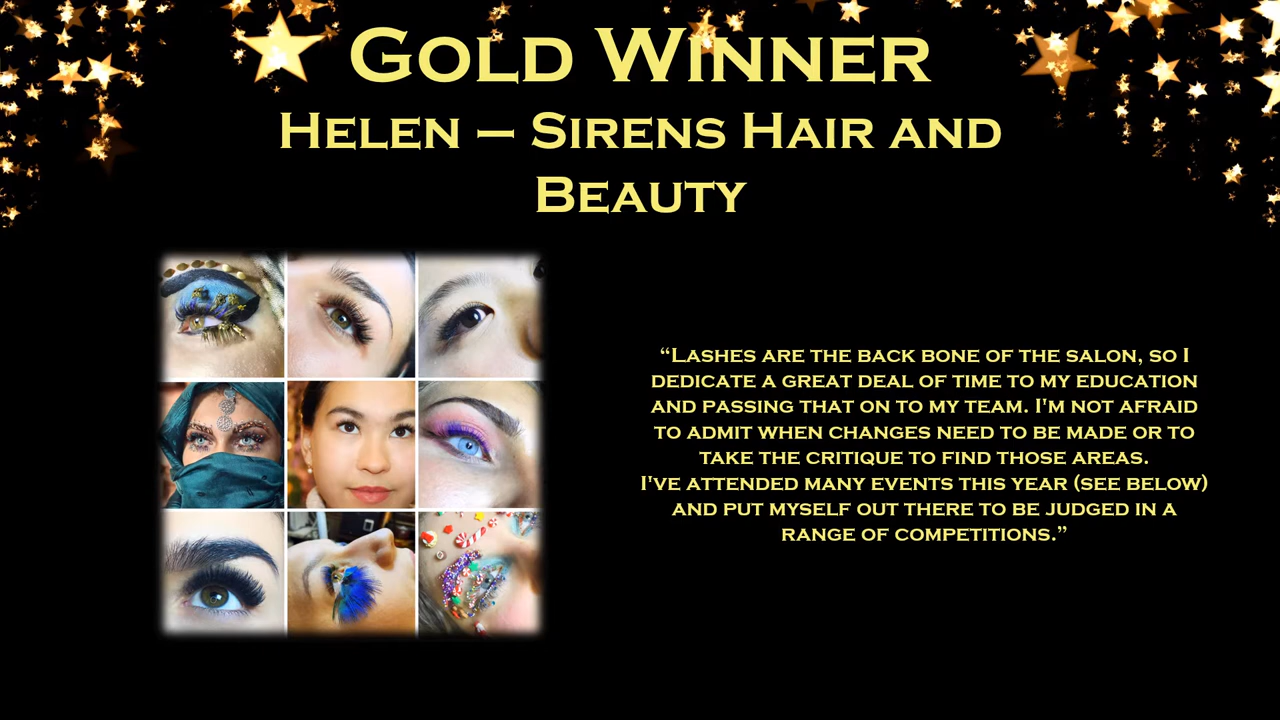 Gold Winner
Helen – Sirens Hair and
Beauty
“Lashes are the back bone of the salon, so I
dedicate a great deal of time to my education
and passing that on to my team. I'm not afraid
to admit when changes need to be made or to
take the critique to find those areas.
I've attended many events this year (see below)
and put myself out there to be judged in a
range of competitions.”